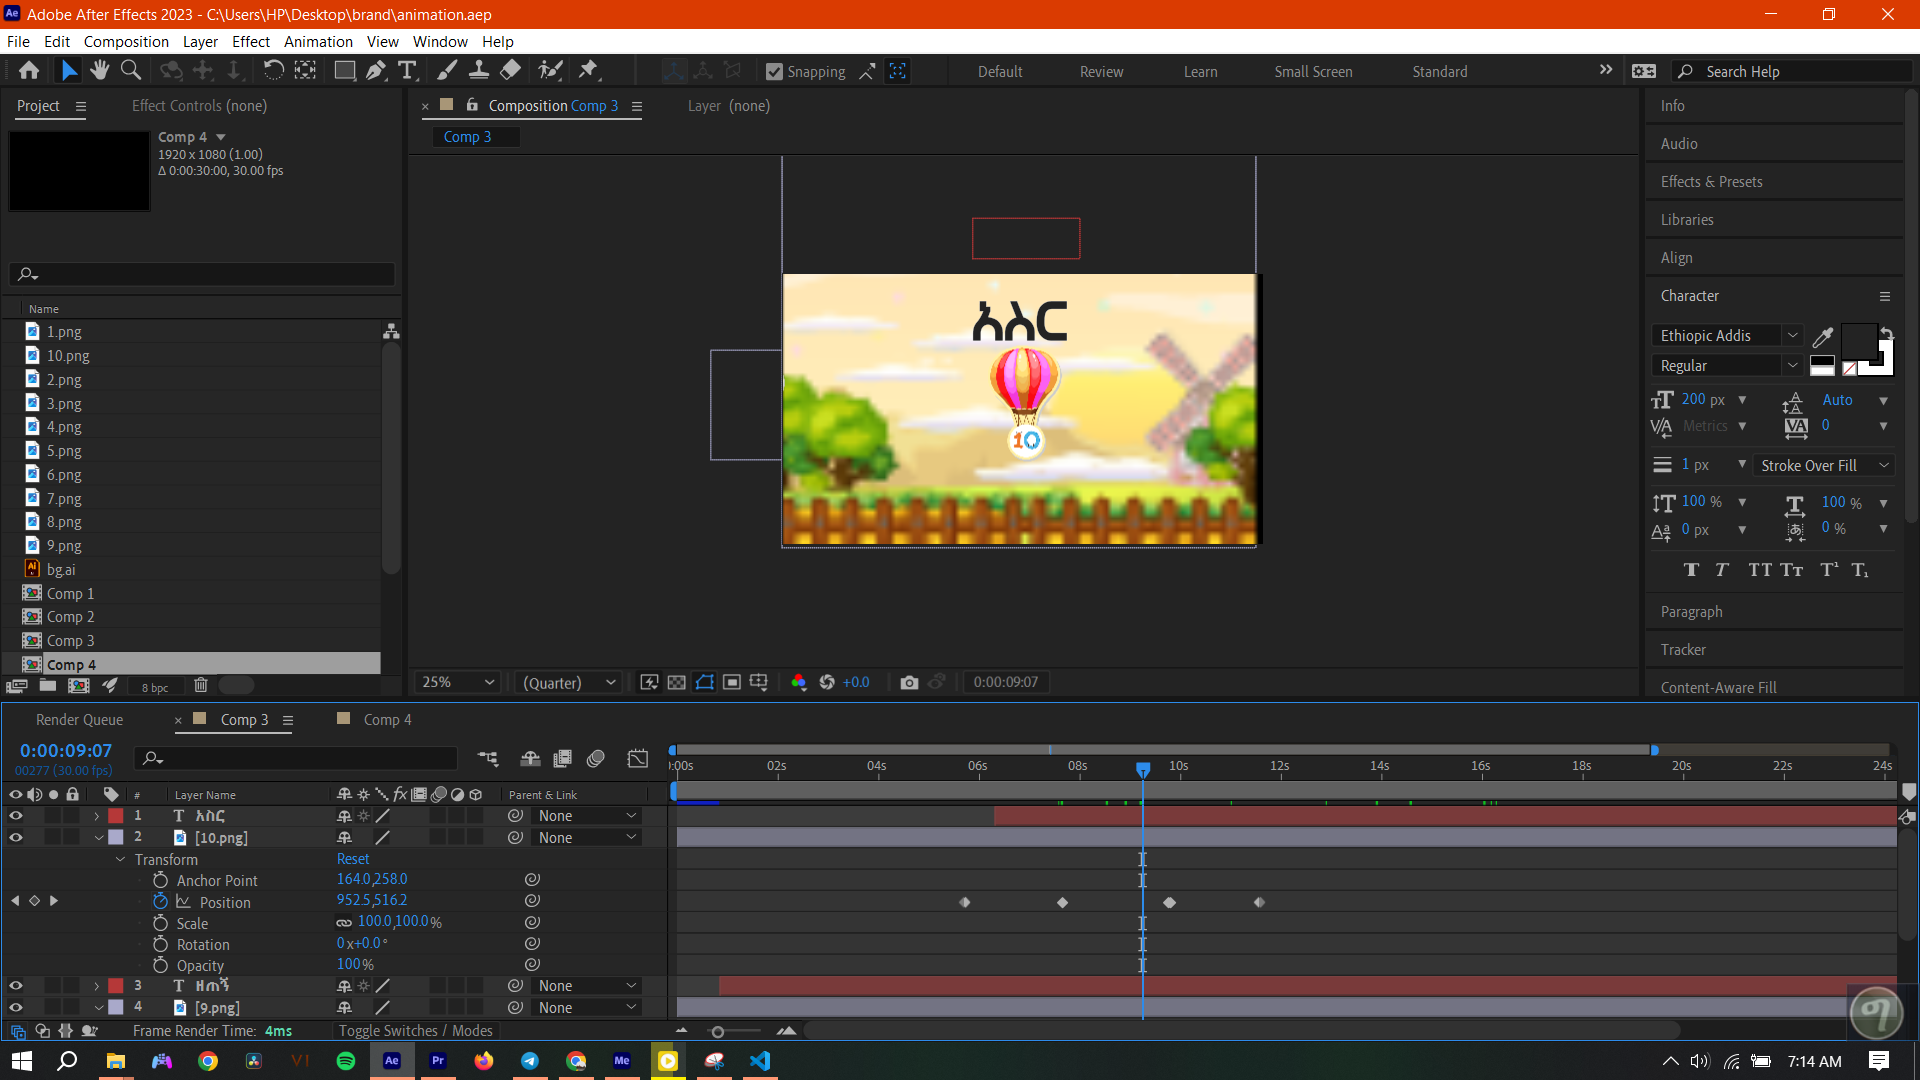 Adobe After Effects 2023 - C:\Users\HP\Desktop\brand\animation.aep
File Edit Composition Layer Effect Animation View Window Help
Snapping Default Review Learn Small Screen Standard Search Help
Project Effect Controls (none) Composition Comp 3 Layer (none)
Comp 4
1920 x 1080 (1.00)
Δ 0:00:30:00, 30.00 fps
Comp 3
Name
1.png
10.png
2.png
3.png
4.png
5.png
6.png
7.png
8.png
9.png
bg.ai
Comp 1
Comp 2
Comp 3
Comp 4
8 bpc
አስር
10
25% (Quarter) +0.0 0:00:09:07
Info
Audio
Effects & Presets
Libraries
Align
Character
Ethiopic Addis
Regular
200 px Auto
Metrics 0
1 px Stroke Over Fill
100 % 100 %
0 px 0 %
T T TT TT T¹ T₁
Paragraph
Tracker
Content-Aware Fill
Render Queue Comp 3 Comp 4
0:00:09:07
00277 (30.00 fps)
:00s 02s 04s 06s 08s 10s 12s 14s 16s 18s 20s 22s 24s
# Layer Name Parent & Link
1 T አስር None
2 [10.png] None
Transform Reset
Anchor Point 164.0,258.0
Position 952.5,516.2
Scale 100.0,100.0%
Rotation 0x+0.0°
Opacity 100%
3 T ዘጠኝ None
4 [9.png] None
Frame Render Time: 4ms Toggle Switches / Modes
Ae Pr Me 7:14 AM